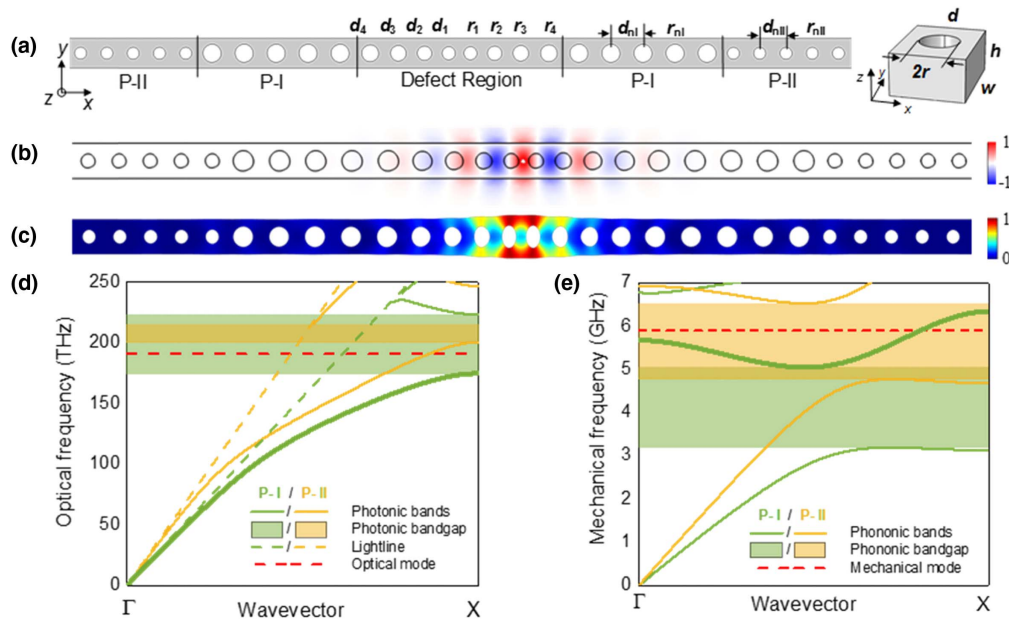 (a)
d4 d3 d2 d1 r1 r2 r3 r4 dnI rnI dnII rnII
P-II P-I Defect Region P-I P-II
y
z x
d
h
w
2r
z y
x
(b)
1
-1
(c)
1
0
(d)
Optical frequency (THz)
250
200
150
100
50
0
P-I / P-II
/ Photonic bands
/ Photonic bandgap
/ Lightline
Optical mode
Γ Wavevector X
(e)
Mechanical frequency (GHz)
7
6
5
4
3
2
1
0
P-I / P-II
/ Phononic bands
/ Phononic bandgap
Mechanical mode
Γ Wavevector X